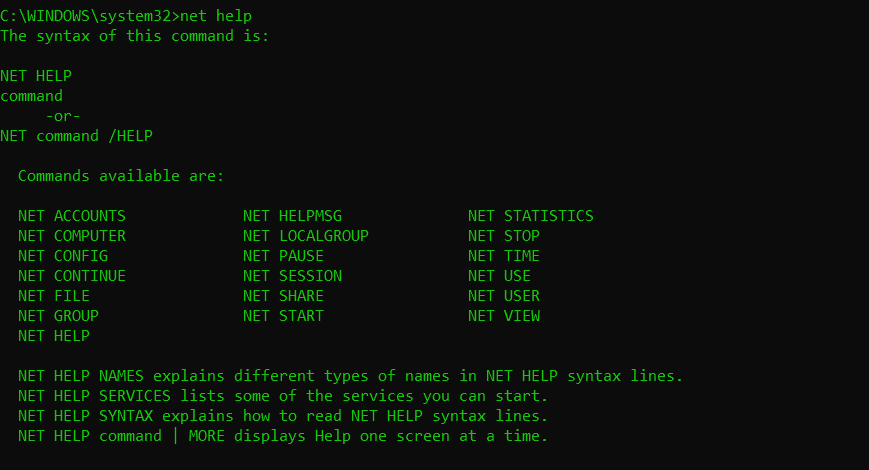 C:\WINDOWS\system32>net help
The syntax of this command is:
NET HELP
command
-or-
NET command /HELP
Commands available are:
NET ACCOUNTS NET HELPMSG NET STATISTICS
NET COMPUTER NET LOCALGROUP NET STOP
NET CONFIG NET PAUSE NET TIME
NET CONTINUE NET SESSION NET USE
NET FILE NET SHARE NET USER
NET GROUP NET START NET VIEW
NET HELP
NET HELP NAMES explains different types of names in NET HELP syntax lines.
NET HELP SERVICES lists some of the services you can start.
NET HELP SYNTAX explains how to read NET HELP syntax lines.
NET HELP command | MORE displays Help one screen at a time.